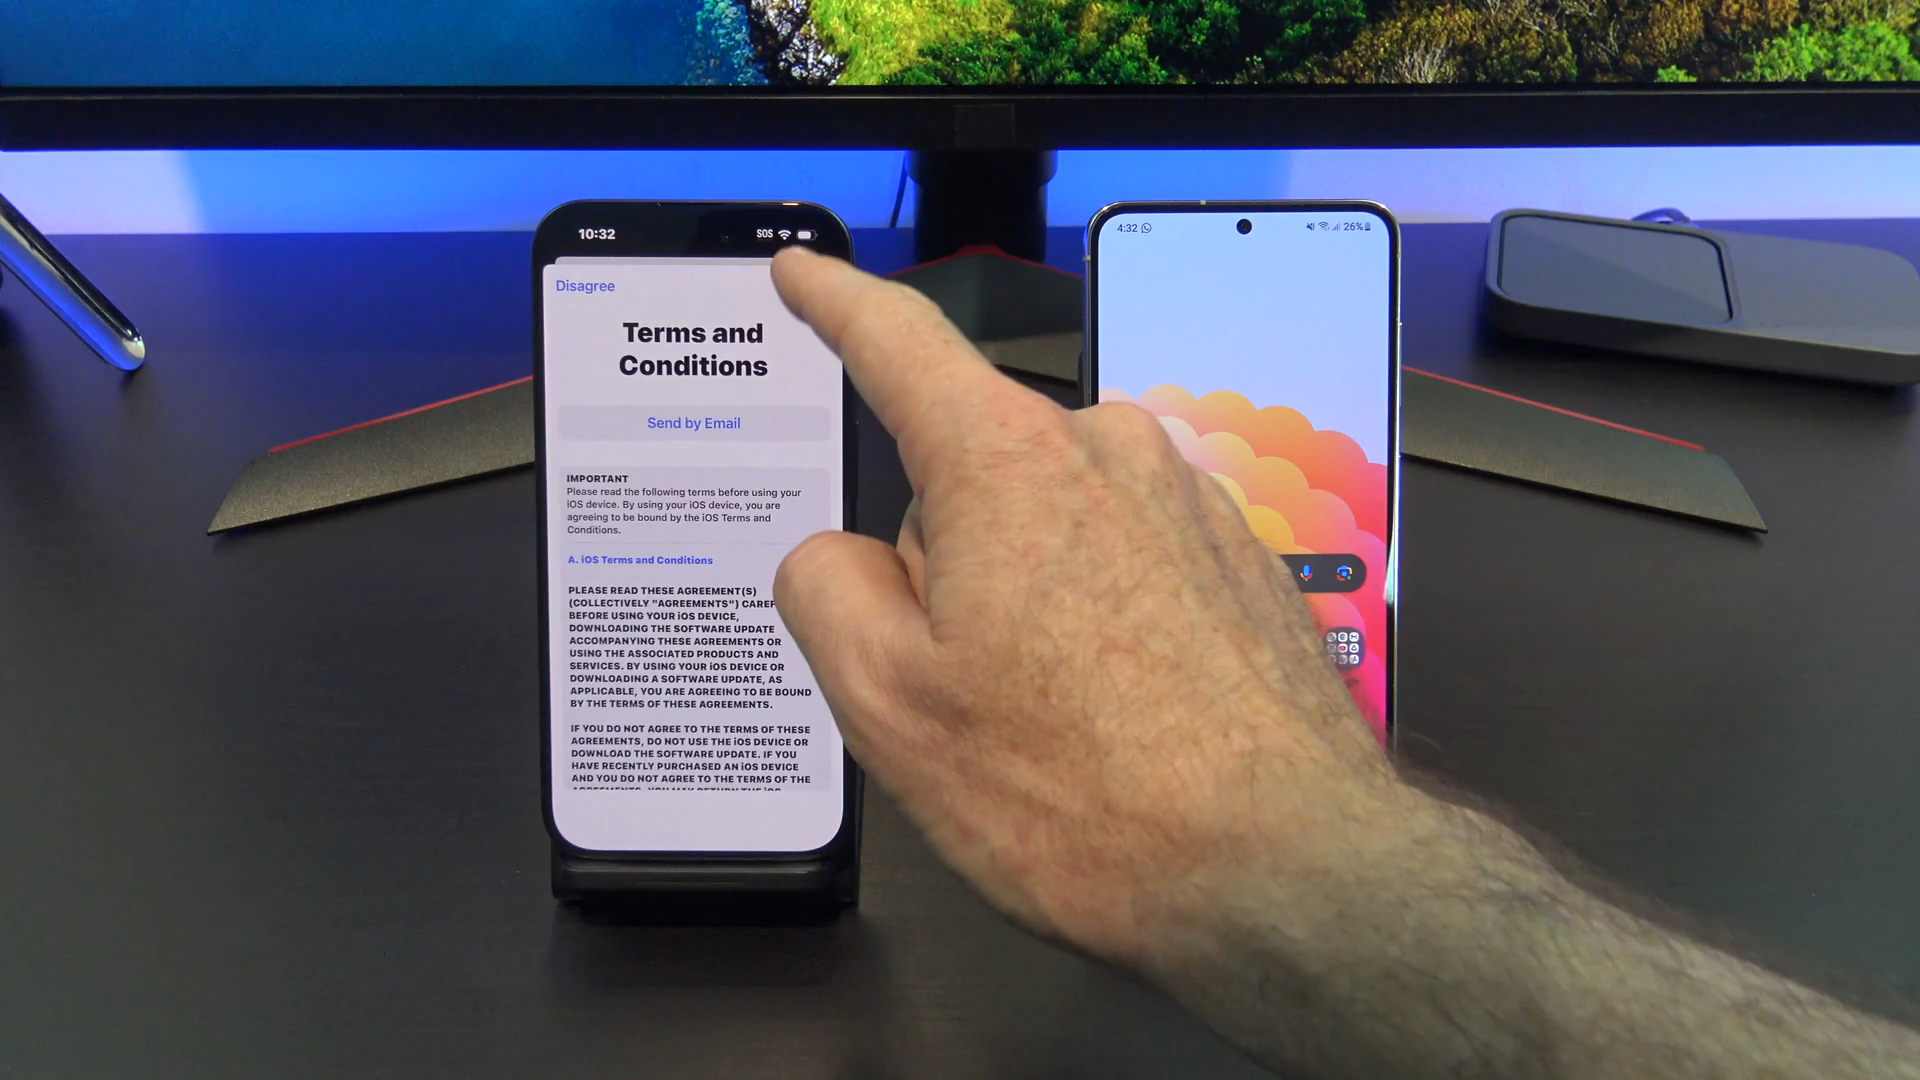 10:32
SOS
Disagree
Terms and
Conditions
Send by Email
IMPORTANT
Please read the following terms before using your
iOS device. By using your iOS device, you are
agreeing to be bound by the iOS Terms and
Conditions.
A. iOS Terms and Conditions
PLEASE READ THESE AGREEMENT(S)
(COLLECTIVELY "AGREEMENTS") CAREF
BEFORE USING YOUR iOS DEVICE,
DOWNLOADING THE SOFTWARE UPDATE
ACCOMPANYING THESE AGREEMENTS OR
USING THE ASSOCIATED PRODUCTS AND
SERVICES. BY USING YOUR iOS DEVICE OR
DOWNLOADING A SOFTWARE UPDATE, AS
APPLICABLE, YOU ARE AGREEING TO BE BOUND
BY THE TERMS OF THESE AGREEMENTS.
IF YOU DO NOT AGREE TO THE TERMS OF THESE
AGREEMENTS, DO NOT USE THE iOS DEVICE OR
DOWNLOAD THE SOFTWARE UPDATE. IF YOU
HAVE RECENTLY PURCHASED AN iOS DEVICE
AND YOU DO NOT AGREE TO THE TERMS OF THE
AGREEMENTS, YOU MAY RETURN THE iOS
4:32
26%